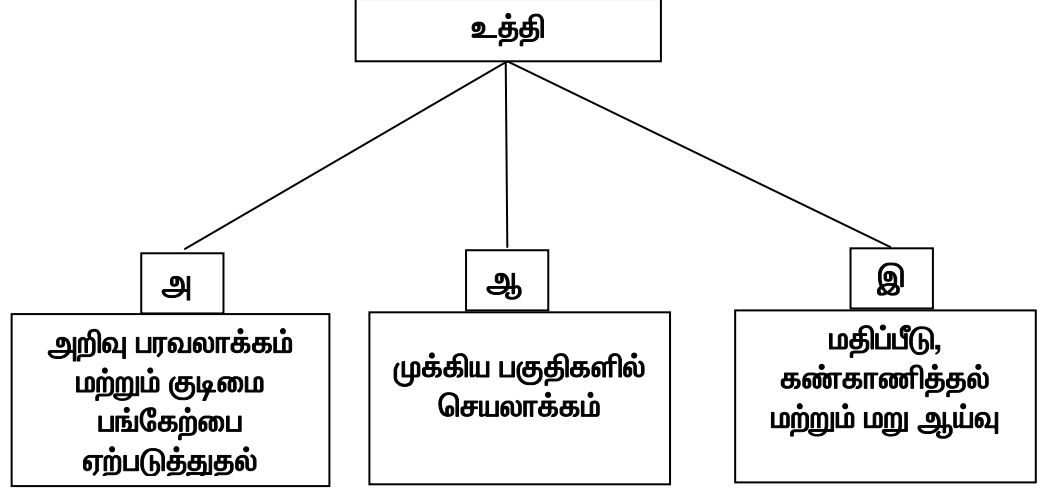 உத்தி
அ
அறிவு பரவலாக்கம்
மற்றும் குடிமை
பங்கேற்பை
ஏற்படுத்துதல்
ஆ
முக்கிய பகுதிகளில்
செயலாக்கம்
இ
மதிப்பீடு,
கண்காணித்தல்
மற்றும் மறு ஆய்வு